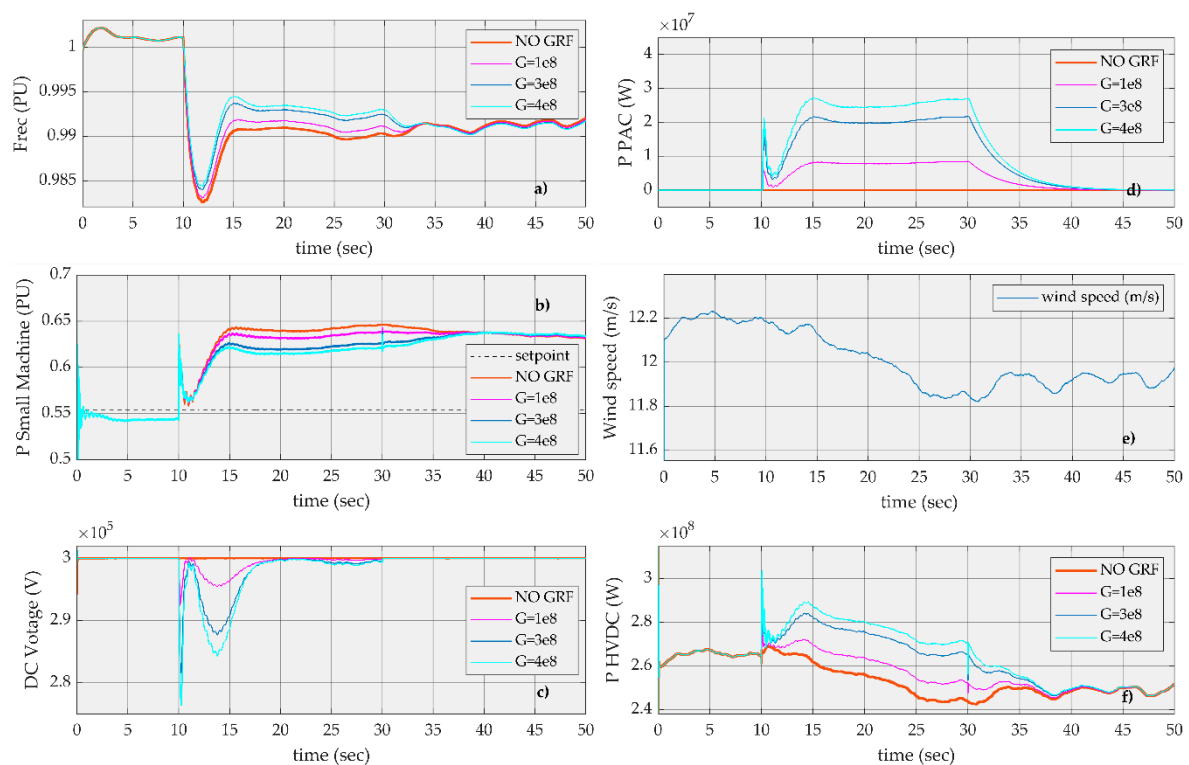 Frec (PU)
1
0.995
0.99
0.985
NO GRF
G=1e8
G=3e8
G=4e8
a)
0 5 10 15 20 25 30 35 40 45 50
time (sec)
×10⁷
P PAC (W)
4
3
2
1
0
NO GRF
G=1e8
G=3c8
G=4e8
d)
0 5 10 15 20 25 30 35 40 45 50
time (sec)
P Small Machine (PU)
0.7
0.65
0.6
0.55
0.5
b)
setpoint
NO GRF
G=1e8
G=3e8
G=4e8
0 5 10 15 20 25 30 35 40 45 50
time (sec)
Wind speed (m/s)
12.2
12
11.8
11.6
wind speed (m/s)
e)
0 5 10 15 20 25 30 35 40 45 50
time (sec)
×10⁵
DC Votage (V)
3
2.9
2.8
NO GRF
G=1e8
G=3e8
G=4e8
c)
0 5 10 15 20 25 30 35 40 45 50
time (sec)
×10⁸
P HVDC (W)
3
2.8
2.6
2.4
NO GRF
G=1e8
G=3e8
G=4e8
f)
0 5 10 15 20 25 30 35 40 45 50
time (sec)